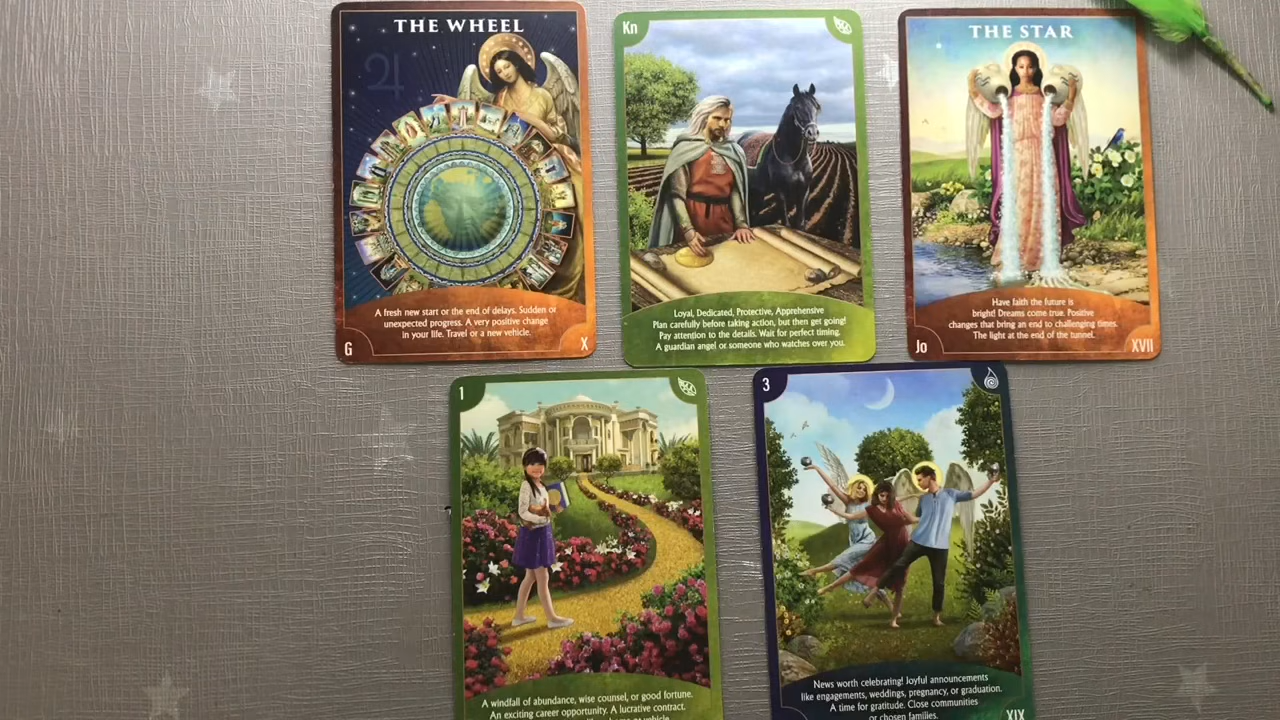 THE WHEEL
A fresh new start or the end of delays. Sudden or
unexpected progress. A very positive change
in your life. Travel or a new vehicle.
G
X
Kn
Loyal, Dedicated, Protective, Apprehensive
Plan carefully before taking action, but then get going!
Pay attention to the details. Wait for perfect timing.
A guardian angel or someone who watches over you.
THE STAR
Have faith the future is
bright! Dreams come true. Positive
changes that bring an end to challenging times.
The light at the end of the tunnel.
Jo
XVII
1
A windfall of abundance, wise counsel, or good fortune.
An exciting career opportunity. A lucrative contract.
home or vehicle.
3
News worth celebrating! Joyful announcements
like engagements, weddings, pregnancy, or graduation.
A time for gratitude. Close communities
or chosen families.
XIX